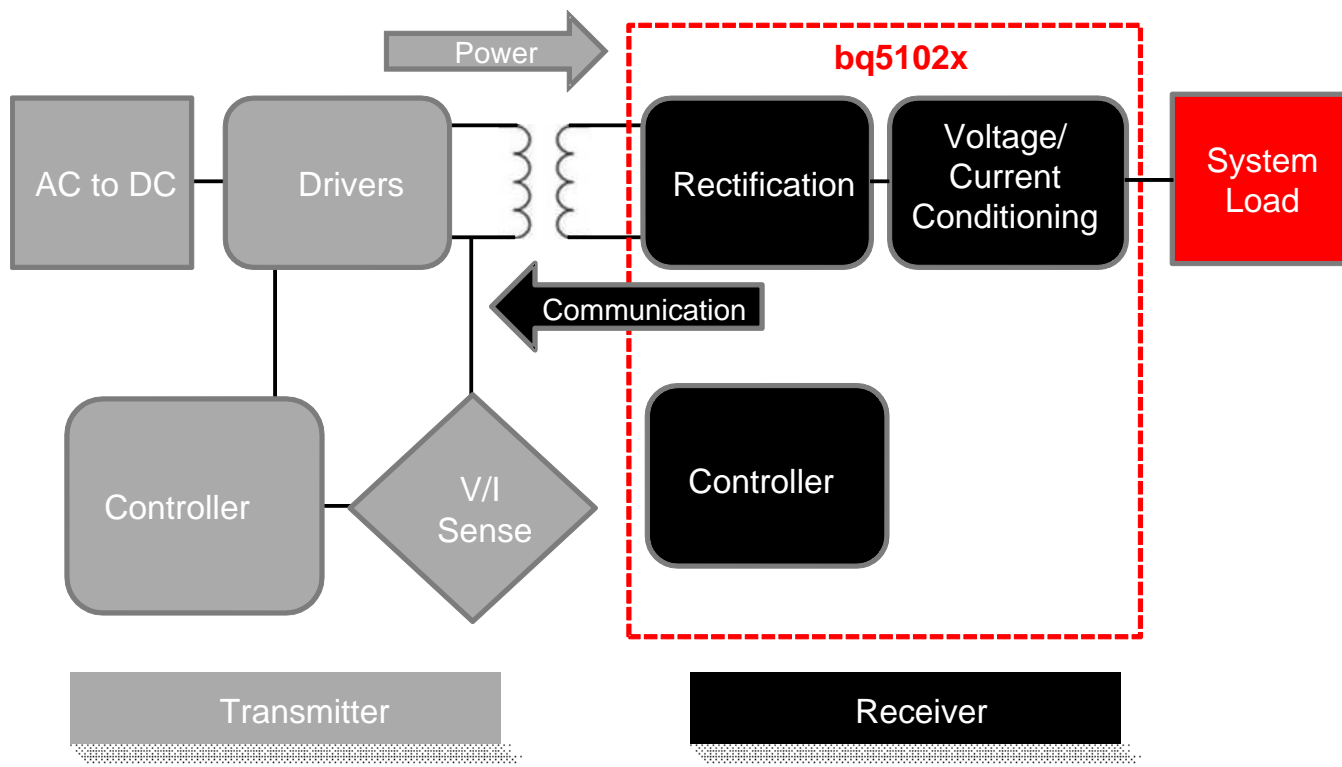 Power
bq5102x
AC to DC
Drivers
Rectification
Voltage/
Current
Conditioning
System
Load
Communication
Controller
V/I
Sense
Controller
Transmitter
Receiver